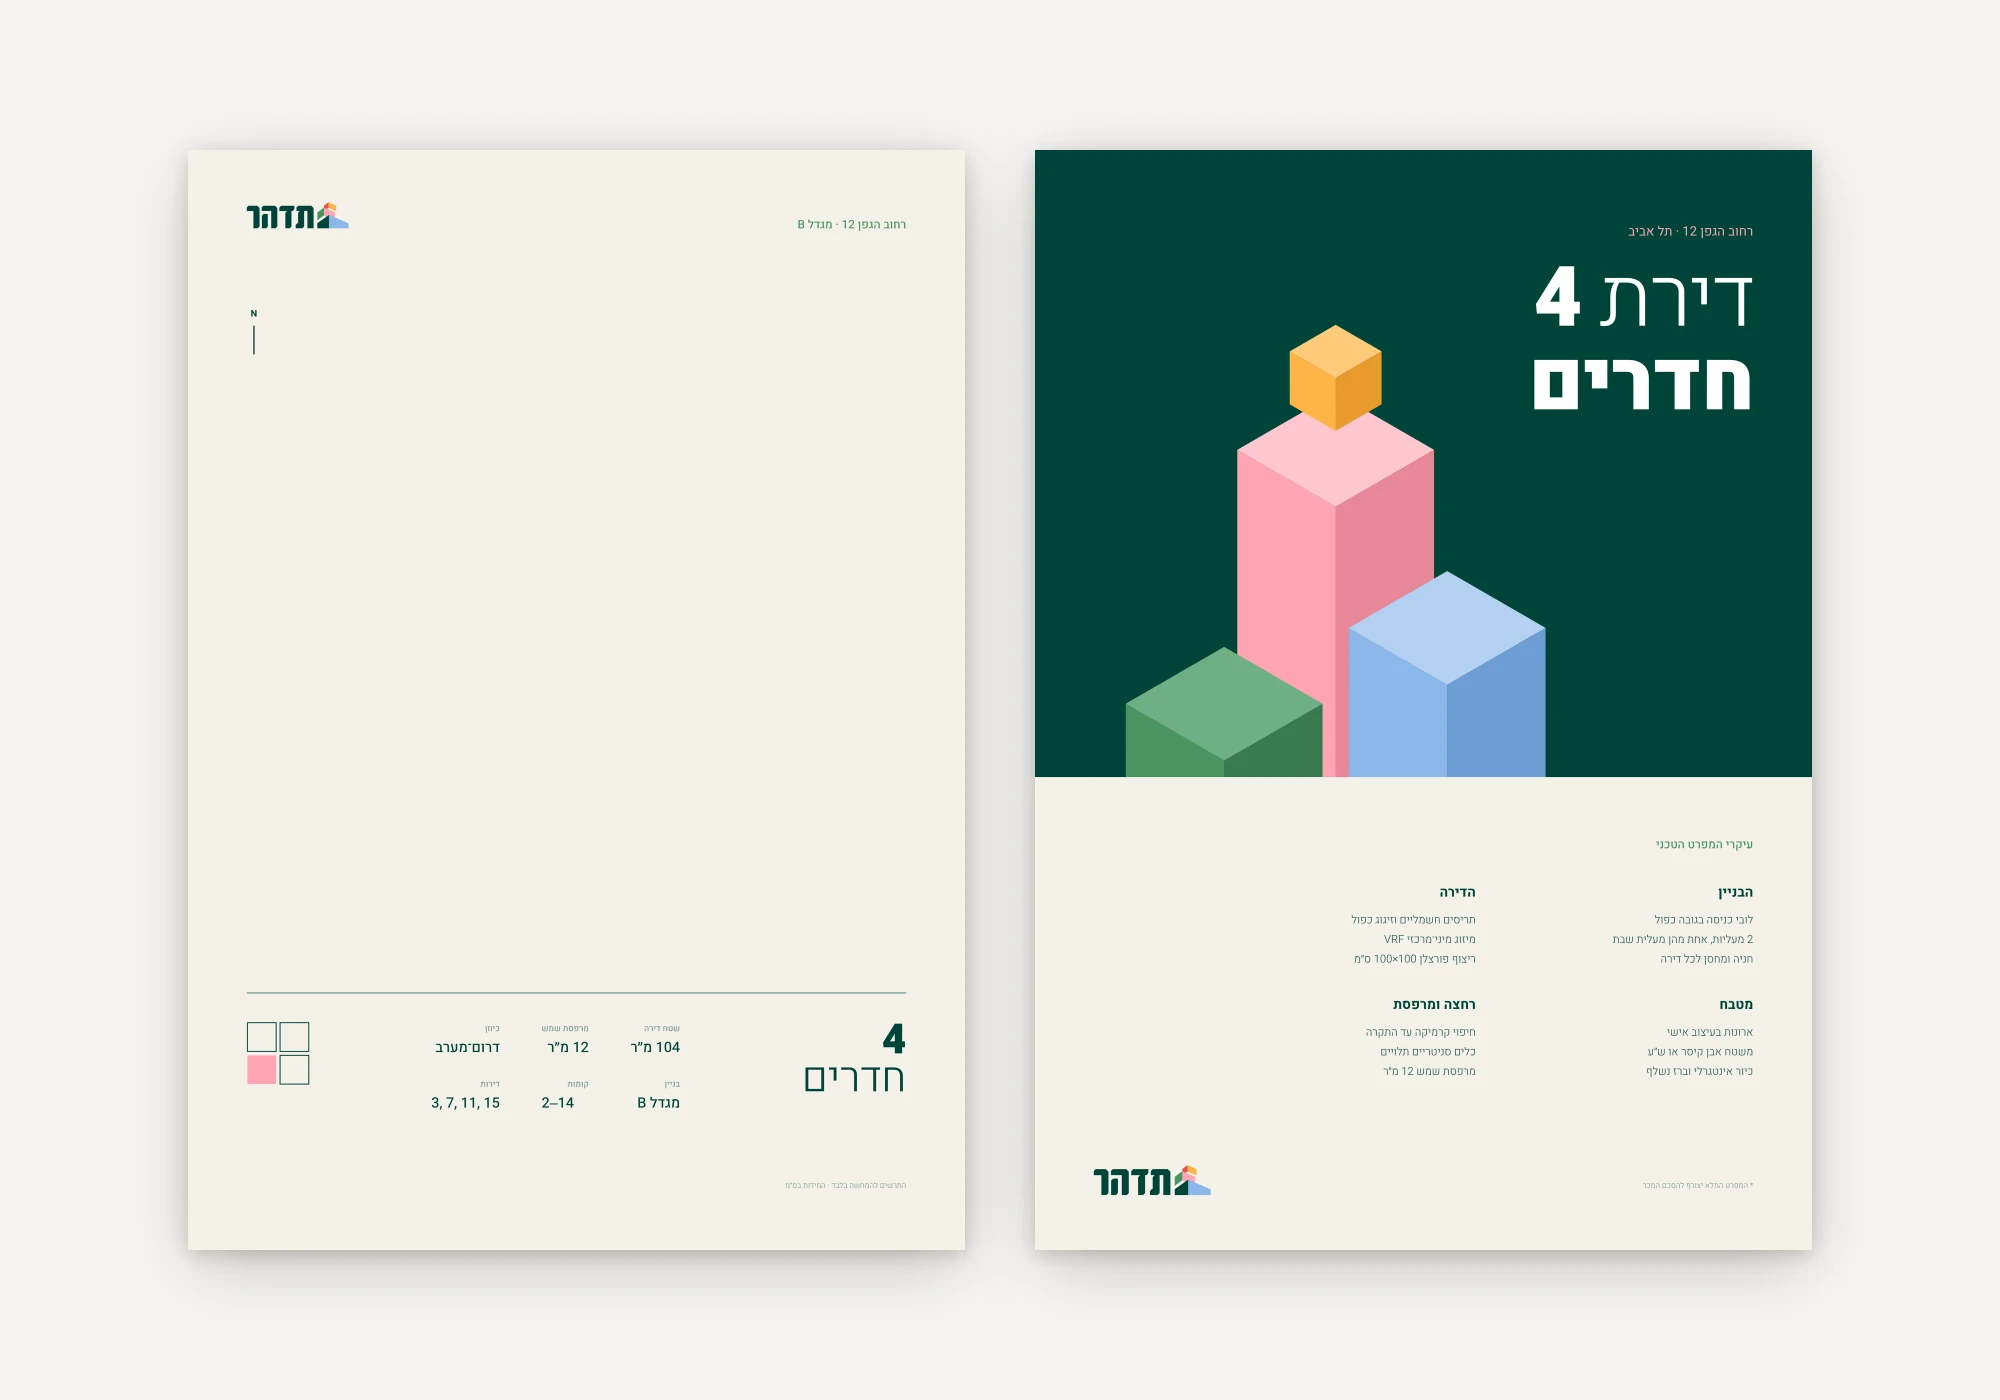 רחוב הגפן 12 · תל אביב
דירת 4
חדרים
עיקרי המפרט הטכני
הבניין
לובי כניסה בגובה כפול
2 מעליות, אחת מהן מעלית שבת
חניה ומחסן לכל דירה
הדירה
תריסים חשמליים וזיגוג כפול
מיזוג מיני־מרכזי VRF
ריצוף פורצלן 100×100 ס״מ
מטבח
ארונות בעיצוב אישי
משטח אבן קיסר או ש״ע
כיור אינטגרלי וברז נשלף
רחצה ומרפסת
חיפוי קרמיקה עד התקרה
כלים סניטריים תלויים
מרפסת שמש 12 מ״ר
* המפרט המלא יצורף להסכם המכר
תדהר
רחוב הגפן 12 · מגדל B
תדהר
N
4
חדרים
שטח דירה
104 מ״ר
מרפסת שמש
12 מ״ר
כיוון
דרום־מערב
בניין
מגדל B
קומות
2–14
דירות
3, 7, 11, 15
התרשים להמחשה בלבד · המידות בס״מ